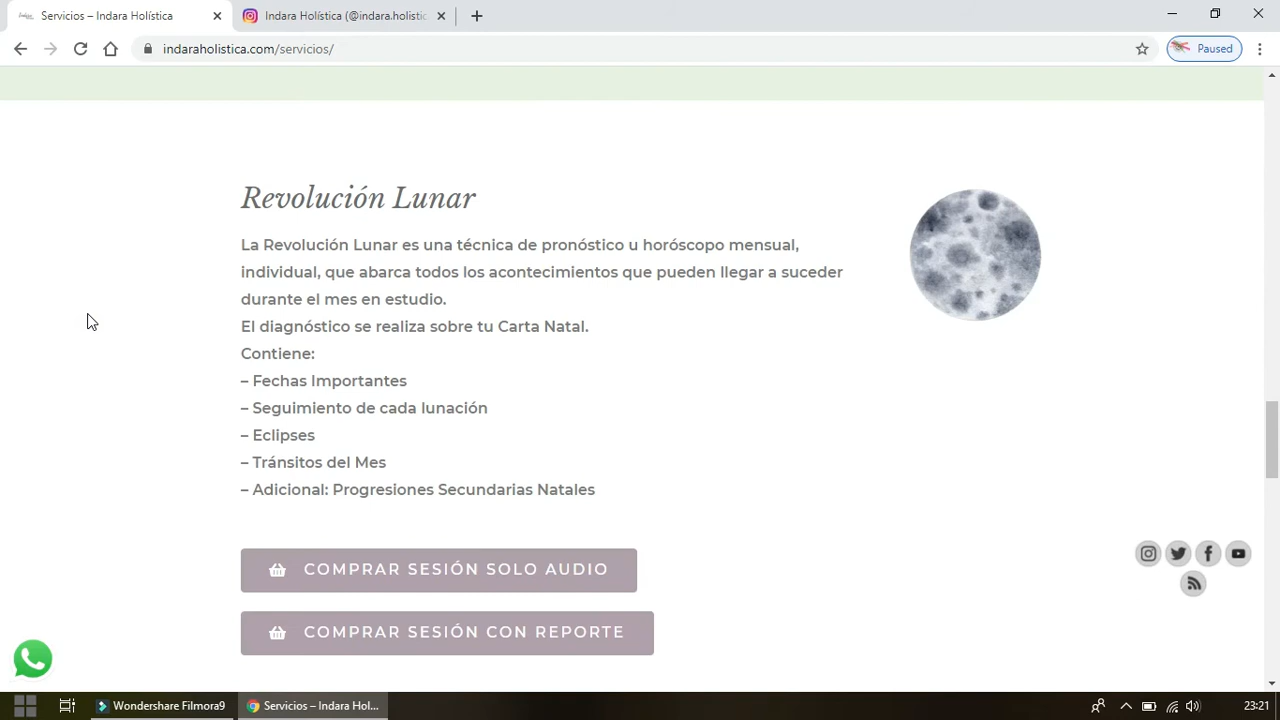 Servicios – Indara Holística
Indara Holística (@indara.holistic
indaraholistica.com/servicios/
Paused
Revolución Lunar
La Revolución Lunar es una técnica de pronóstico u horóscopo mensual,
individual, que abarca todos los acontecimientos que pueden llegar a suceder
durante el mes en estudio.
El diagnóstico se realiza sobre tu Carta Natal.
Contiene:
– Fechas Importantes
– Seguimiento de cada lunación
– Eclipses
– Tránsitos del Mes
– Adicional: Progresiones Secundarias Natales
COMPRAR SESIÓN SOLO AUDIO
COMPRAR SESIÓN CON REPORTE
Wondershare Filmora9
Servicios – Indara Hol...
23:21